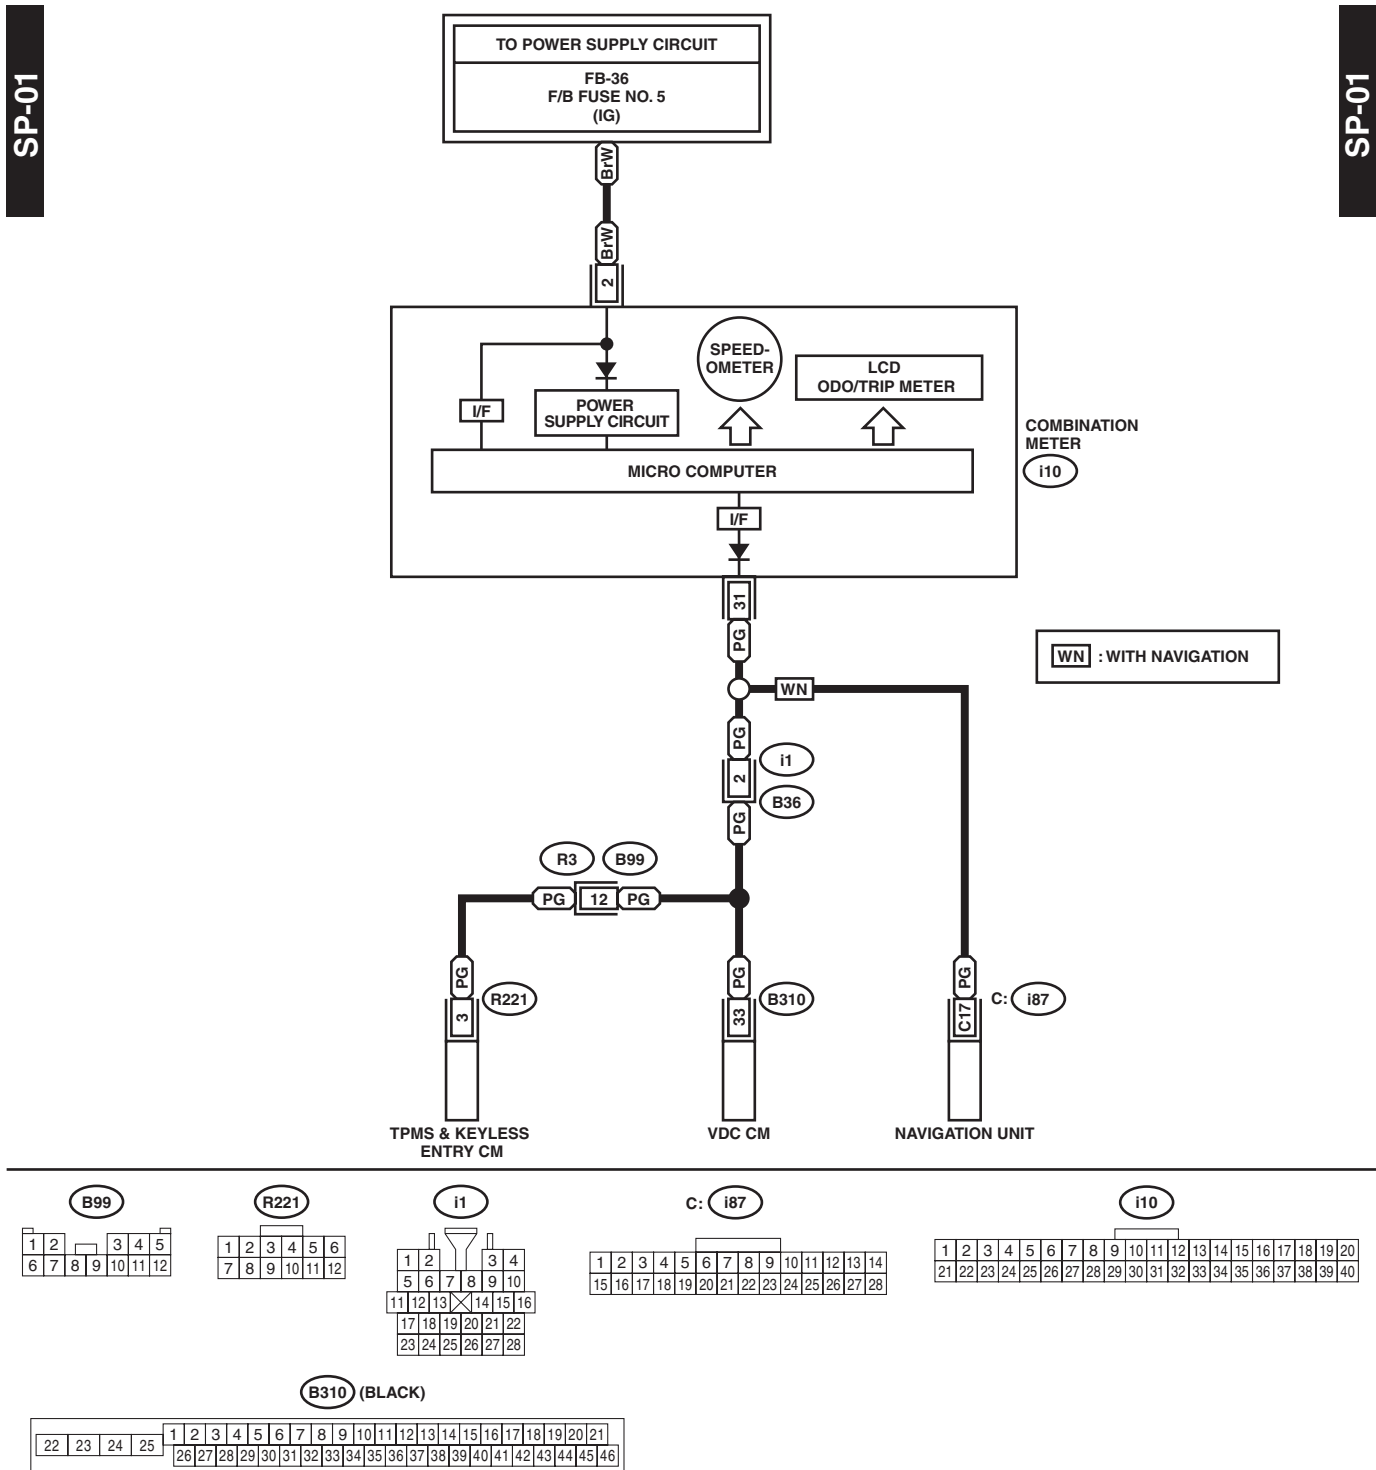 SP-01
SP-01
TO POWER SUPPLY CIRCUIT
FB-36
F/B FUSE NO. 5
(IG)
BrW
BrW
2
SPEED-
OMETER
LCD
ODO/TRIP METER
I/F
POWER
SUPPLY CIRCUIT
COMBINATION
METER
i10
MICRO COMPUTER
I/F
31
PG
WN : WITH NAVIGATION
WN
PG
i1
2
B36
PG
R3 B99
PG 12 PG
PG PG PG
R221 B310 C: i87
3 33 C17
TPMS & KEYLESS
ENTRY CM
VDC CM
NAVIGATION UNIT
B99
1 2 3 4 5
6 7 8 9 10 11 12
R221
1 2 3 4 5 6
7 8 9 10 11 12
i1
1 2 3 4
5 6 7 8 9 10
11 12 13 14 15 16
17 18 19 20 21 22
23 24 25 26 27 28
C: i87
1 2 3 4 5 6 7 8 9 10 11 12 13 14
15 16 17 18 19 20 21 22 23 24 25 26 27 28
i10
1 2 3 4 5 6 7 8 9 10 11 12 13 14 15 16 17 18 19 20
21 22 23 24 25 26 27 28 29 30 31 32 33 34 35 36 37 38 39 40
B310 (BLACK)
22 23 24 25
1 2 3 4 5 6 7 8 9 10 11 12 13 14 15 16 17 18 19 20 21
26 27 28 29 30 31 32 33 34 35 36 37 38 39 40 41 42 43 44 45 46